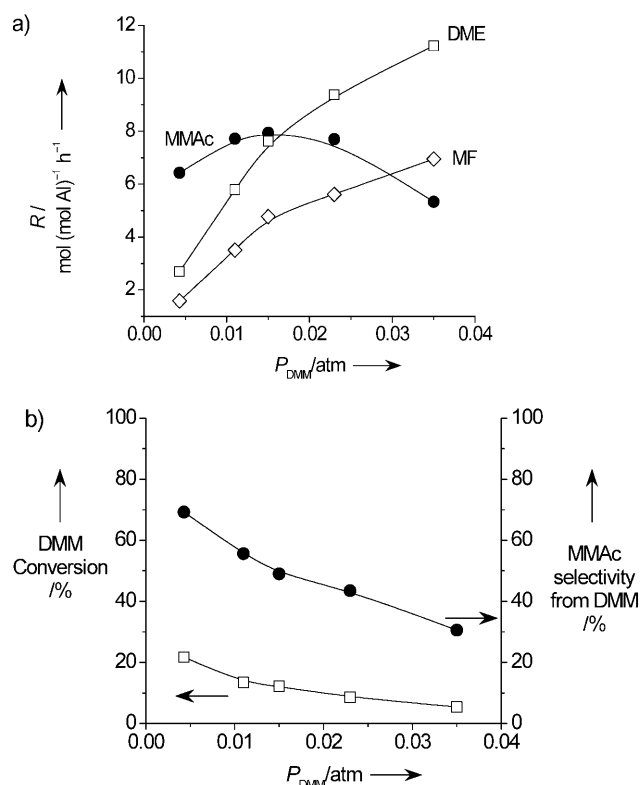 a)
12
10
8
6
4
2
R /
mol (mol Al)⁻¹ h⁻¹
DME
MMAc
MF
0.00 0.01 0.02 0.03 0.04
P_DMM/atm
b)
100
80
60
40
20
0
DMM
Conversion
/%
100
80
60
40
20
0
MMAc
selectivity
from DMM
/%
0.00 0.01 0.02 0.03 0.04
P_DMM/atm